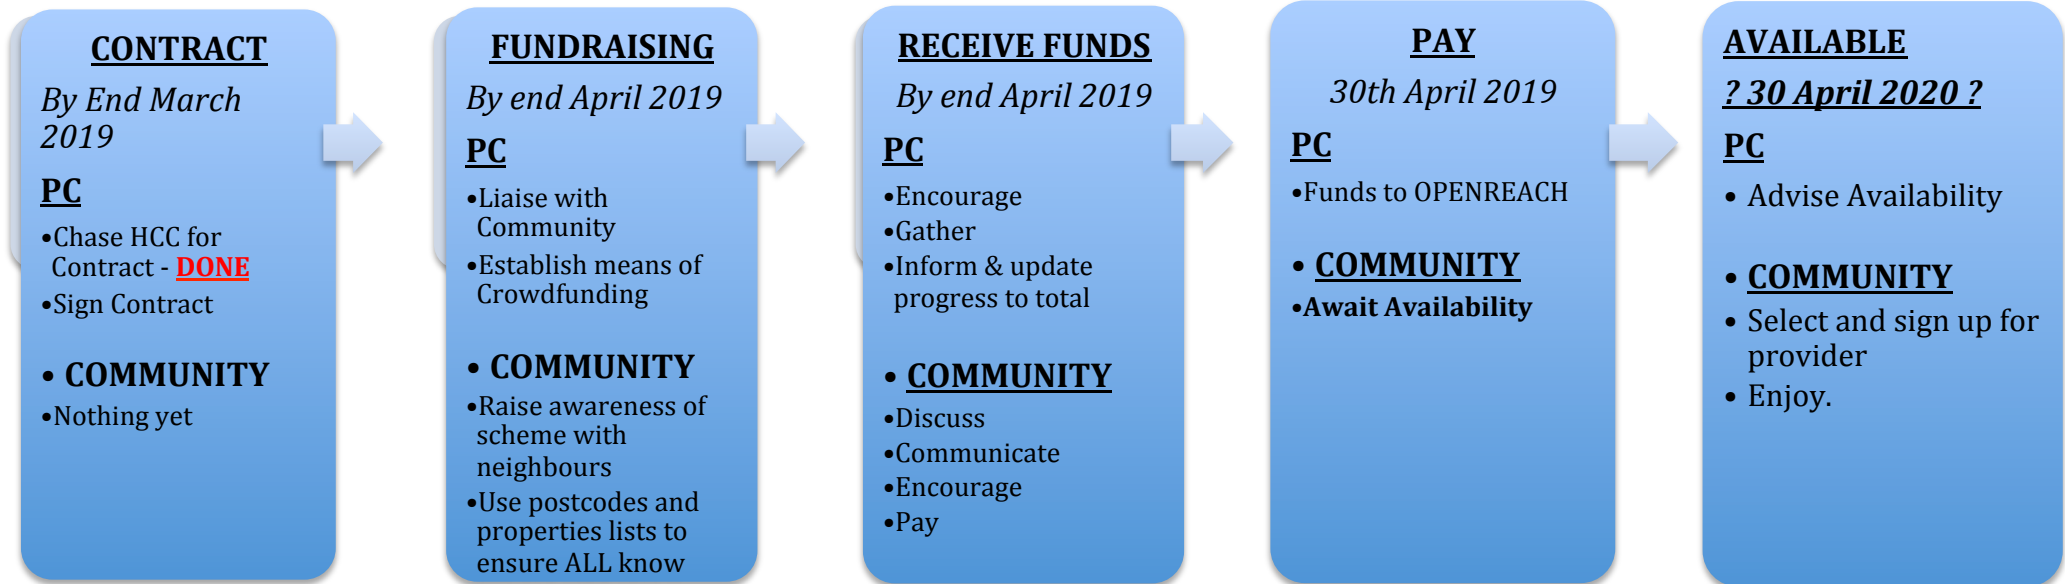 CONTRACT
By End March
2019
PC
•Chase HCC for
Contract - DONE
•Sign Contract
• COMMUNITY
•Nothing yet
FUNDRAISING
By end April 2019
PC
•Liaise with
Community
•Establish means of
Crowdfunding
• COMMUNITY
•Raise awareness of
scheme with
neighbours
•Use postcodes and
properties lists to
ensure ALL know
RECEIVE FUNDS
By end April 2019
PC
•Encourage
•Gather
•Inform & update
progress to total
• COMMUNITY
•Discuss
•Communicate
•Encourage
•Pay
PAY
30th April 2019
PC
•Funds to OPENREACH
• COMMUNITY
•Await Availability
AVAILABLE
? 30 April 2020 ?
PC
• Advise Availability
• COMMUNITY
• Select and sign up for
provider
• Enjoy.